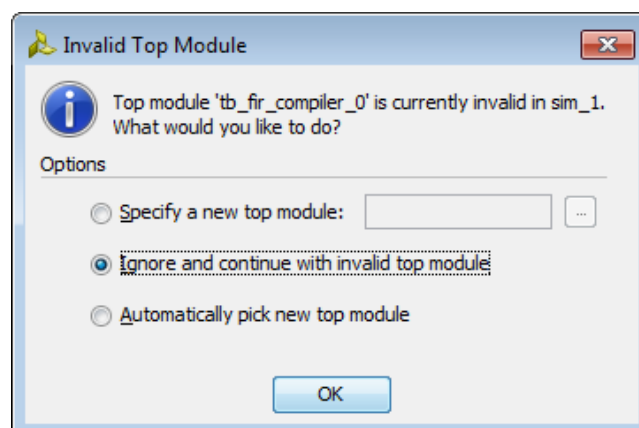 Invalid Top Module
Top module 'tb_fir_compiler_0' is currently invalid in sim_1.
What would you like to do?
Options
Specify a new top module:
...
Ignore and continue with invalid top module
Automatically pick new top module
OK